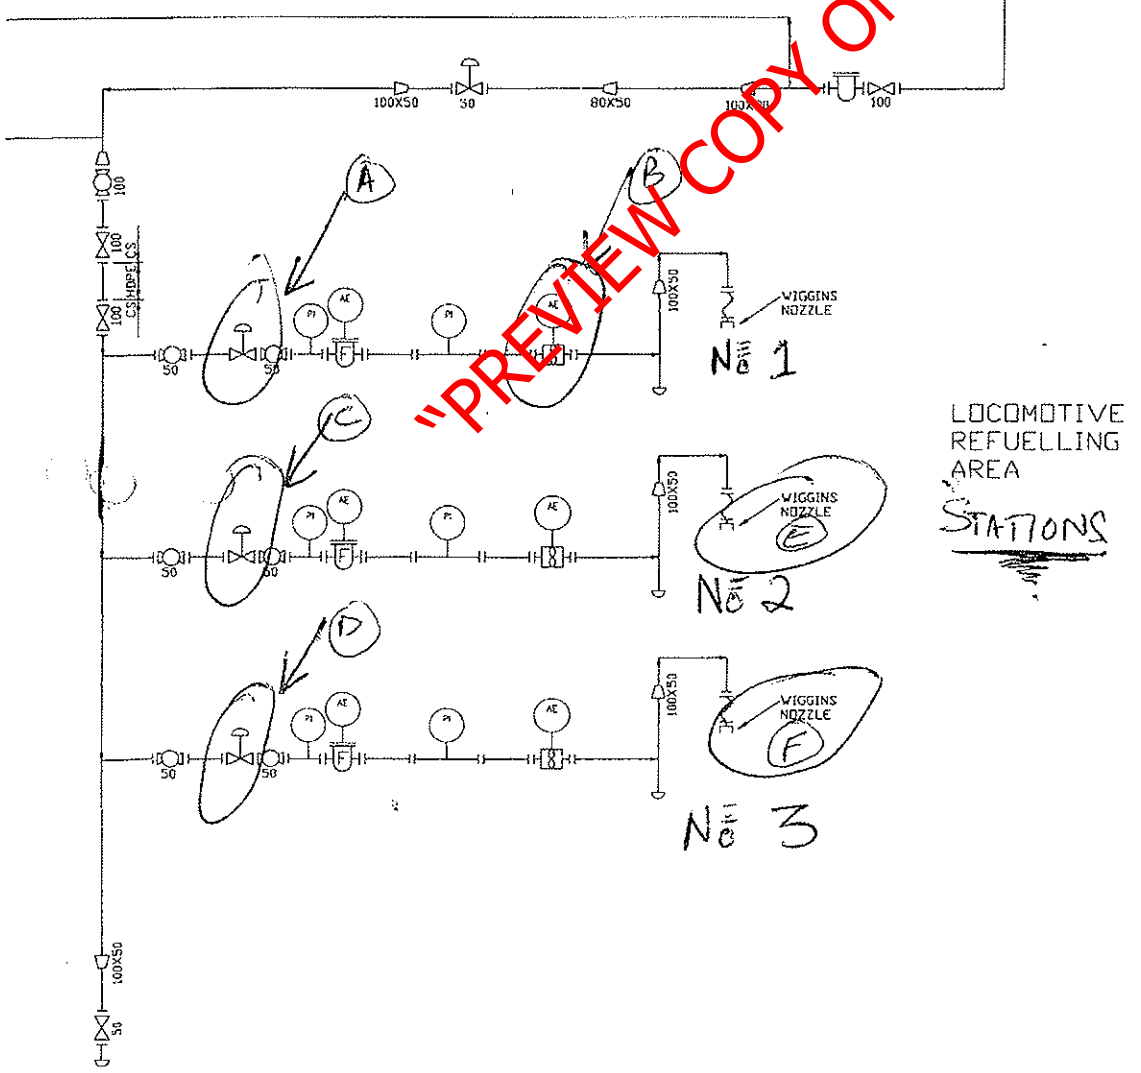 "PREVIEW COPY
100X50
50
80X50
100
100
100
CS HDPE CS
100
A
B
PI
AE
PI
AE
50
50
F
100X50
WIGGINS
NOZZLE
No 1
LOCOMOTIVE
REFUELLING
AREA
STATIONS
C
PI
AE
PI
AE
50
50
F
100X50
WIGGINS
NOZZLE
E
No 2
D
PI
AE
PI
AE
50
50
F
100X50
WIGGINS
NOZZLE
F
No 3
100X50
50